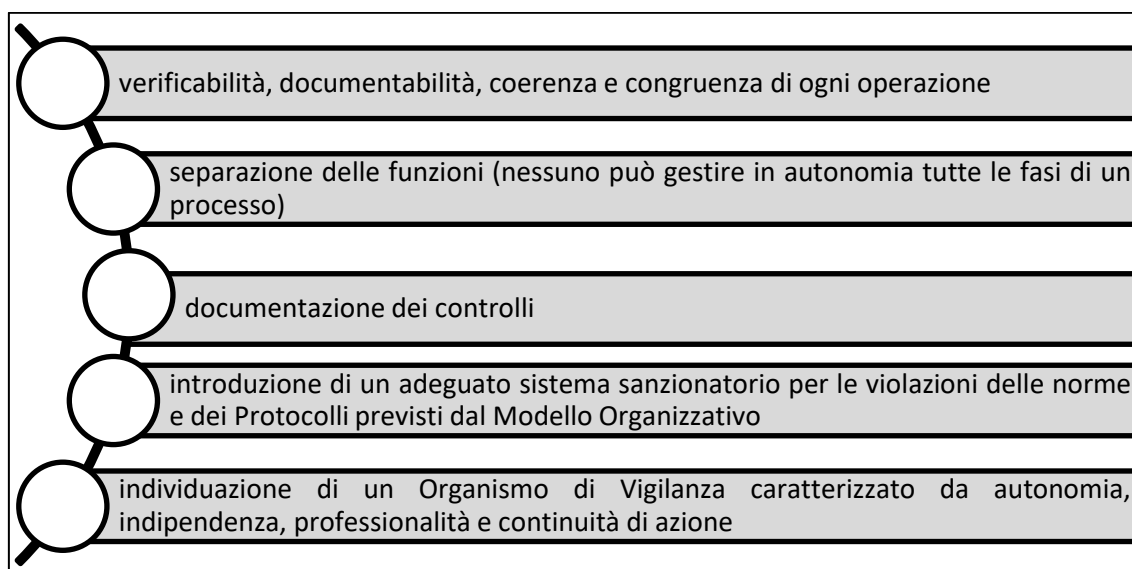 verificabilità, documentabilità, coerenza e congruenza di ogni operazione
separazione delle funzioni (nessuno può gestire in autonomia tutte le fasi di un
processo)
documentazione dei controlli
introduzione di un adeguato sistema sanzionatorio per le violazioni delle norme
e dei Protocolli previsti dal Modello Organizzativo
individuazione di un Organismo di Vigilanza caratterizzato da autonomia,
indipendenza, professionalità e continuità di azione